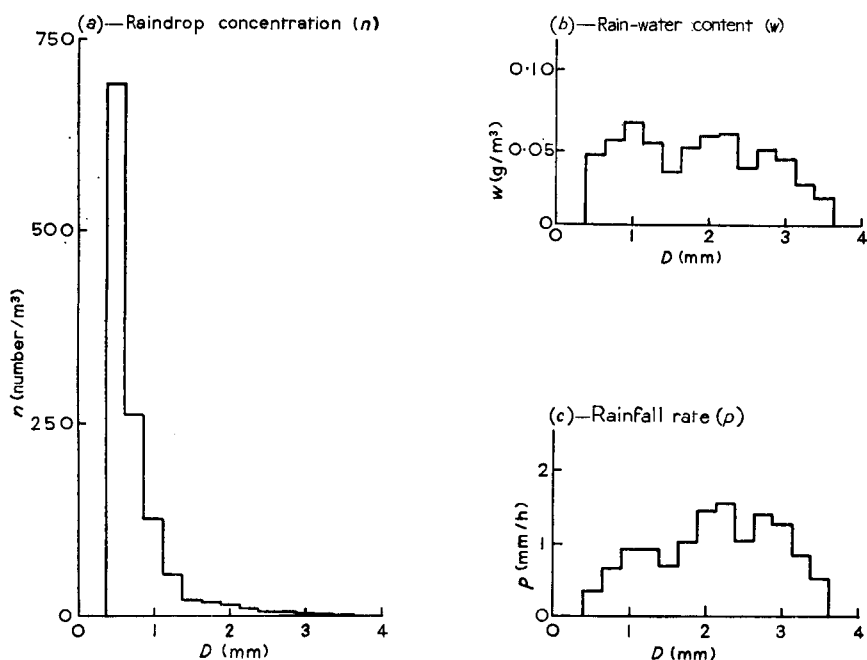 (a)—Raindrop concentration (n)
750
500
250
0
n (number/m³)
0 1 2 3 4
D (mm)
(b)—Rain-water content (w)
0·10
0·05
0
w (g/m³)
0 1 2 3 4
D (mm)
(c)—Rainfall rate (p)
2
1
0
p (mm/h)
0 1 2 3 4
D (mm)